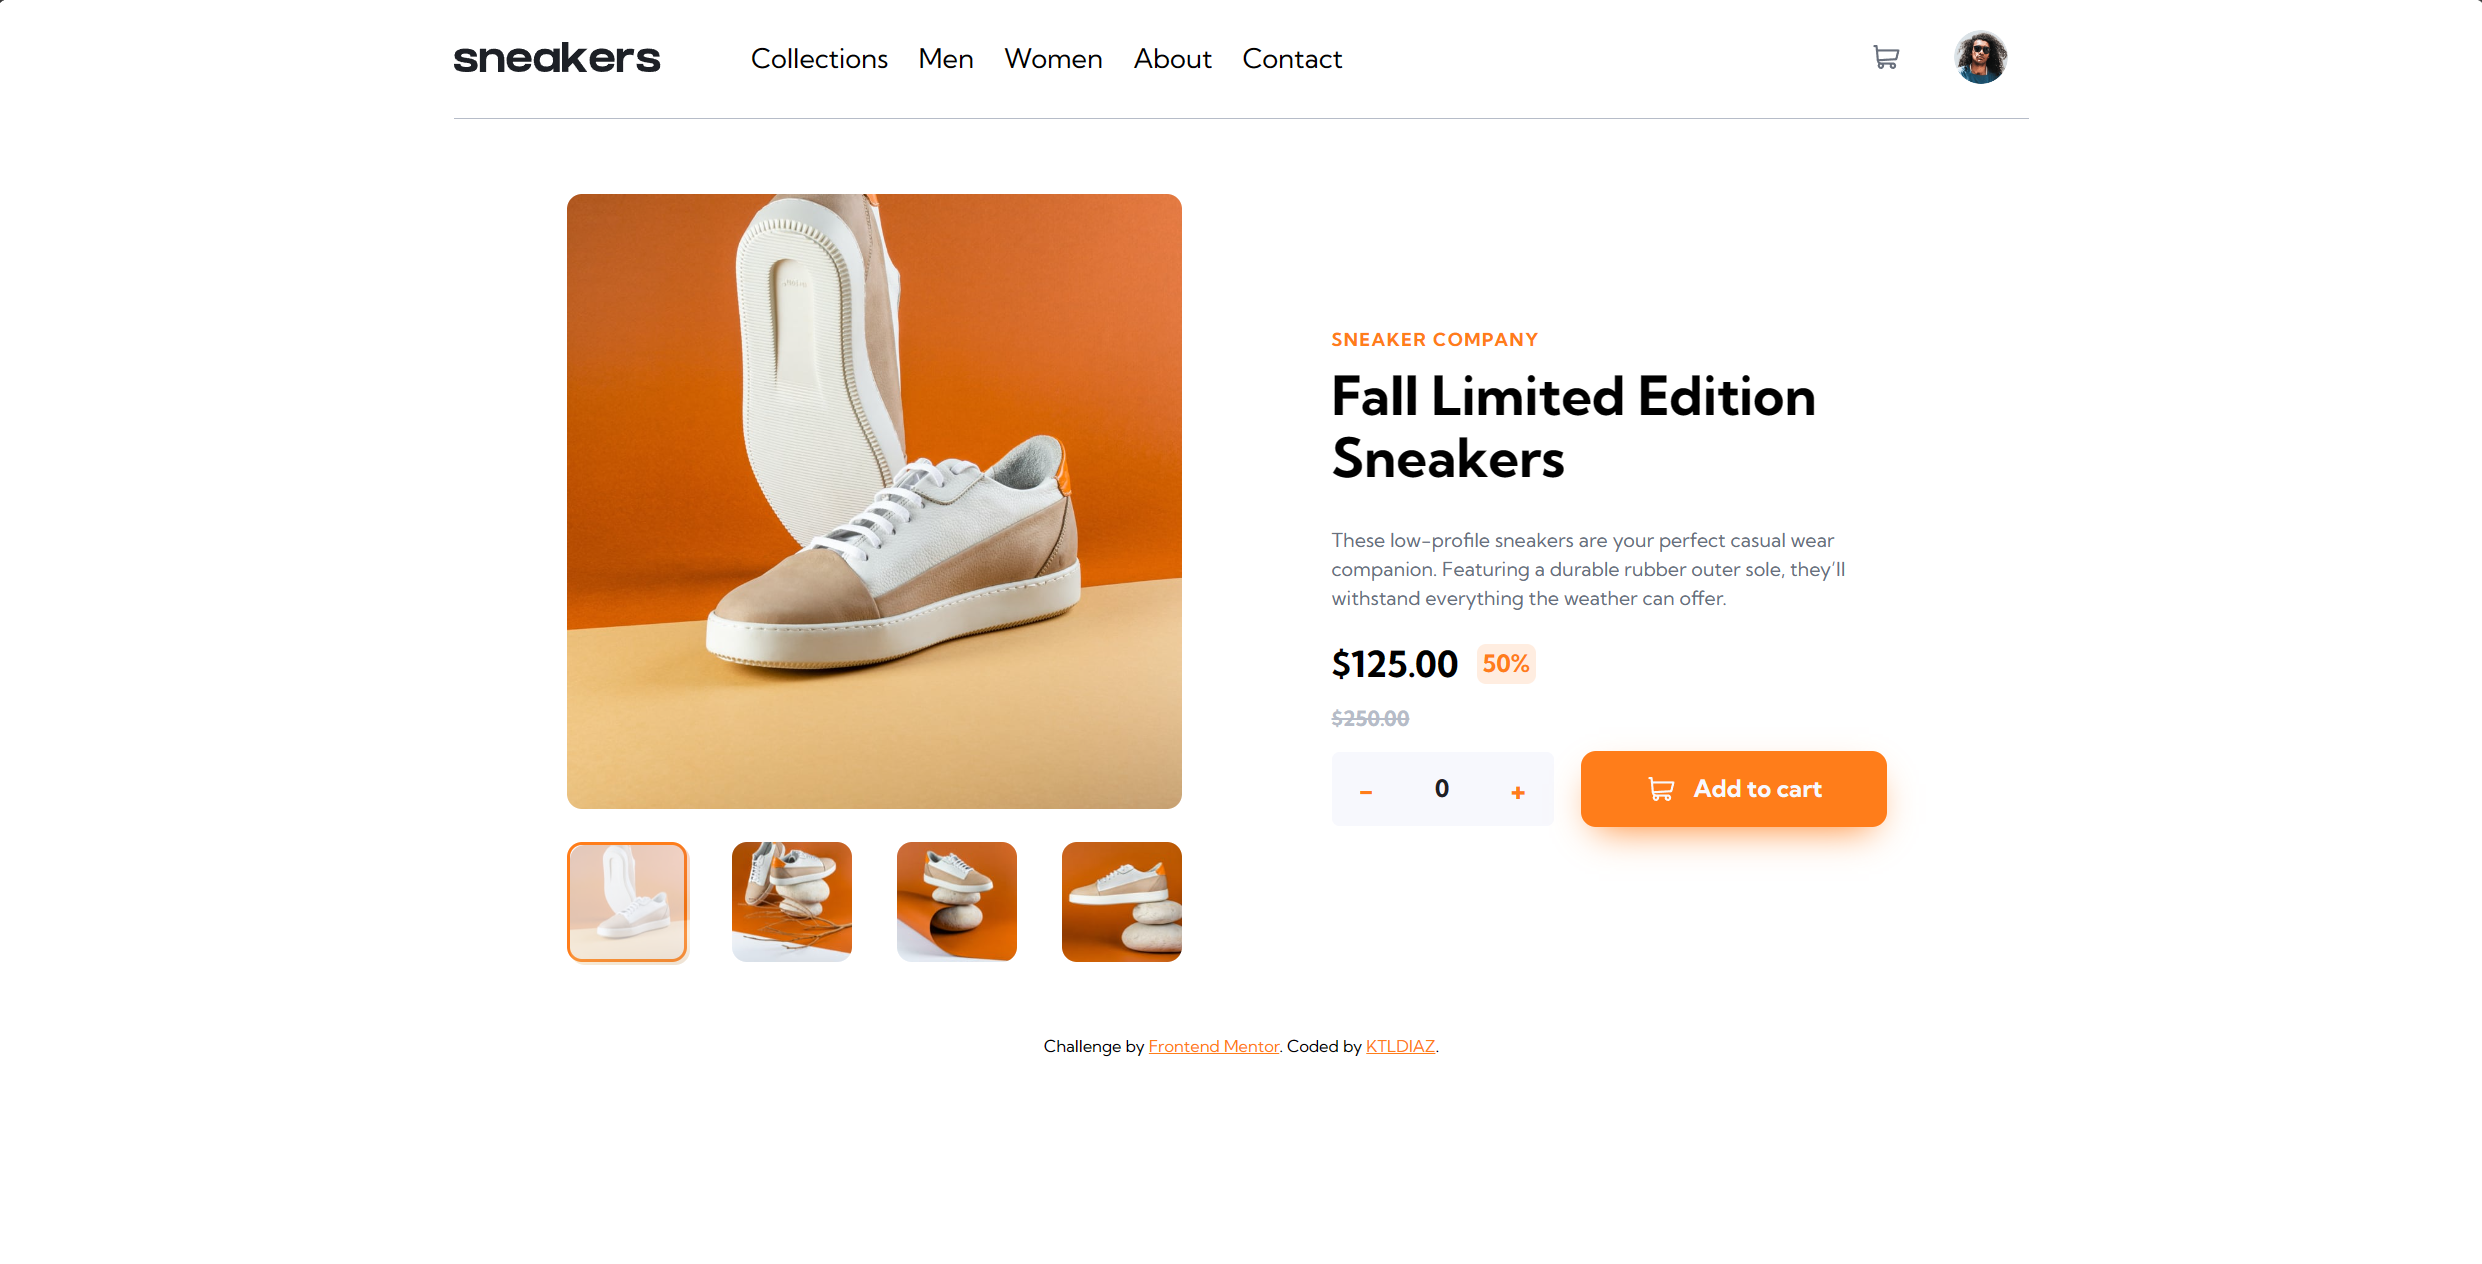 sneakers
Collections Men Women About Contact
SNEAKER COMPANY
Fall Limited Edition
Sneakers
These low-profile sneakers are your perfect casual wear
companion. Featuring a durable rubber outer sole, they’ll
withstand everything the weather can offer.
$125.00 50%
$250.00
– 0 +
Add to cart
Challenge by Frontend Mentor. Coded by KTLDIAZ.